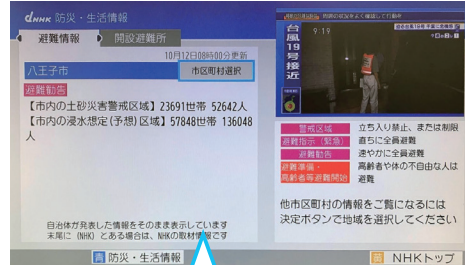 dNHK 防災・生活情報
避難情報
開設避難所
10月12日08時00分更新
八王子市
市区町村選択
避難勧告
【市内の土砂災害警戒区域】23691世帯 52642人
【市内の浸水想定(予想)区域】57848世帯 136048
人
自治体が発表した情報をそのまま表示しています
末尾に (NHK) とある場合は、NHKの取材情報です
台風19号接近
9:19
警戒区域 立ち入り禁止、または制限
避難指示(緊急) 直ちに全員避難
避難勧告 速やかに全員避難
避難準備・ 高齢者や体の不自由な人は
高齢者等避難開始 避難
他市区町村の情報をご覧になるには
決定ボタンで地域を選択してください
青 防災・生活情報
黄 NHKトップ